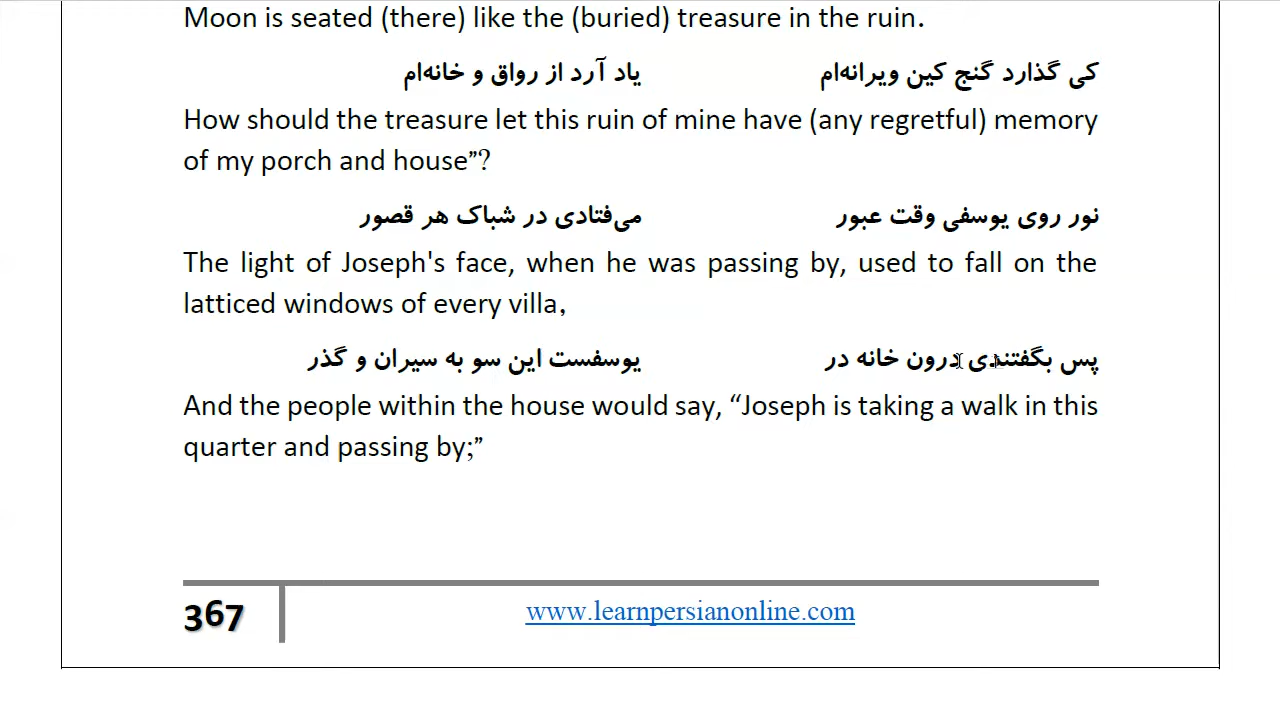 Moon is seated (there) like the (buried) treasure in the ruin.
کی گذارد گنج کین ویرانه‌ام یاد آرد از رواق و خانه‌ام
How should the treasure let this ruin of mine have (any regretful) memory
of my porch and house”?
نور روی یوسفی وقت عبور می‌فتادی در شباک هر قصور
The light of Joseph's face, when he was passing by, used to fall on the
latticed windows of every villa,
پس بگفتندی درون خانه در یوسفست این سو به سیران و گذر
And the people within the house would say, “Joseph is taking a walk in this
quarter and passing by;”
367 www.learnpersianonline.com